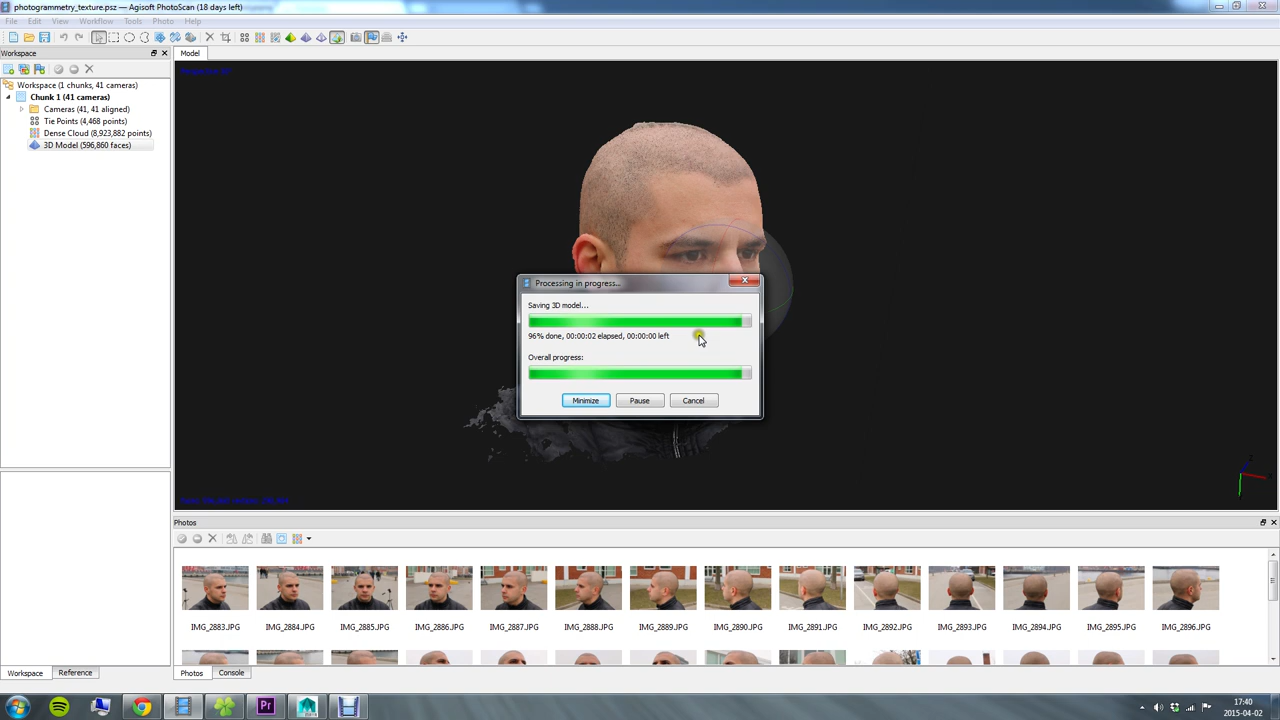 photogrammetry_texture.psz — Agisoft PhotoScan (18 days left)
File Edit View Workflow Tools Photo Help
Workspace
Model
Workspace (1 chunks, 41 cameras)
Chunk 1 (41 cameras)
Cameras (41, 41 aligned)
Tie Points (4,468 points)
Dense Cloud (8,923,882 points)
3D Model (596,860 faces)
Processing in progress...
Saving 3D model...
96% done, 00:00:02 elapsed, 00:00:00 left
Overall progress:
Minimize Pause Cancel
Photos
IMG_2883.JPG IMG_2884.JPG IMG_2885.JPG IMG_2886.JPG IMG_2887.JPG IMG_2888.JPG IMG_2889.JPG IMG_2890.JPG IMG_2891.JPG IMG_2892.JPG IMG_2893.JPG IMG_2894.JPG IMG_2895.JPG IMG_2896.JPG
Workspace Reference
Photos Console
Pr
17:40
2015-04-02